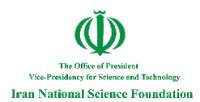 The Office of President
Vice-Presidency for Science and Technology
Iran National Science Foundation